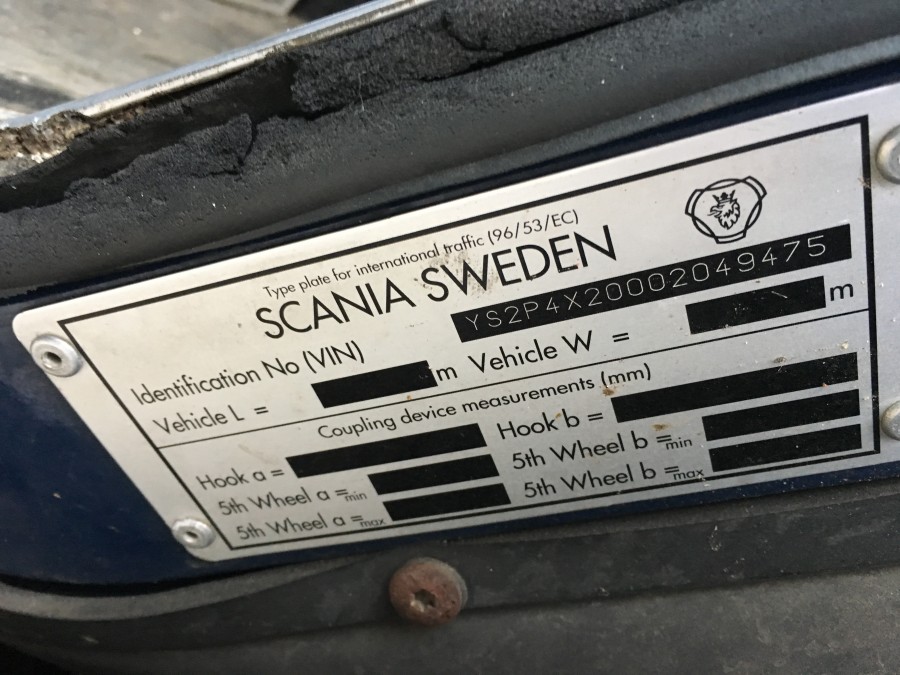 Type plate for international traffic (96/53/EC)
SCANIA SWEDEN
Identification No (VIN) YS2P4X20002049475
Vehicle L = m Vehicle W = m
Coupling device measurements (mm)
Hook a = Hook b =
5th Wheel a =min 5th Wheel b =min
5th Wheel a =max 5th Wheel b =max